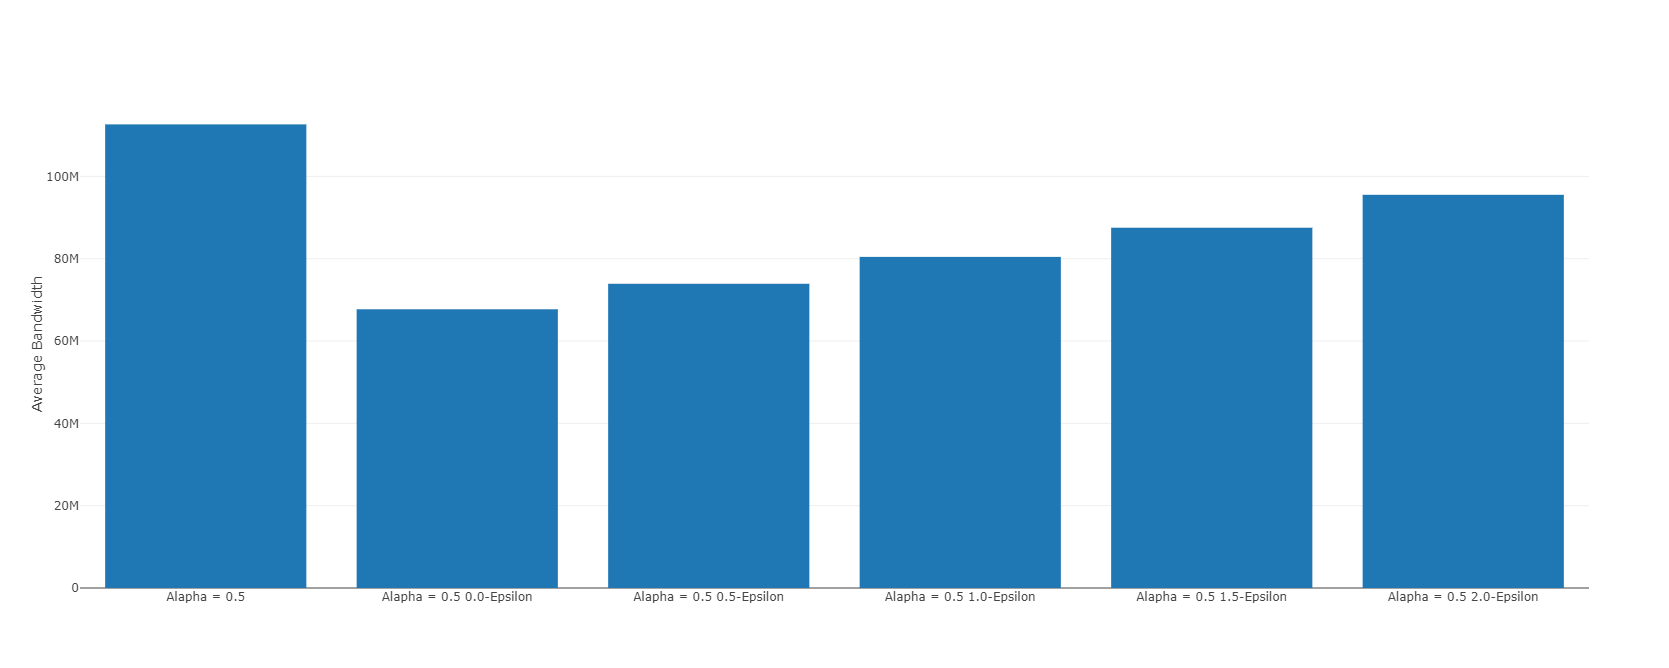 Average Bandwidth
100M
80M
60M
40M
20M
0
Alapha = 0.5
Alapha = 0.5 0.0-Epsilon
Alapha = 0.5 0.5-Epsilon
Alapha = 0.5 1.0-Epsilon
Alapha = 0.5 1.5-Epsilon
Alapha = 0.5 2.0-Epsilon